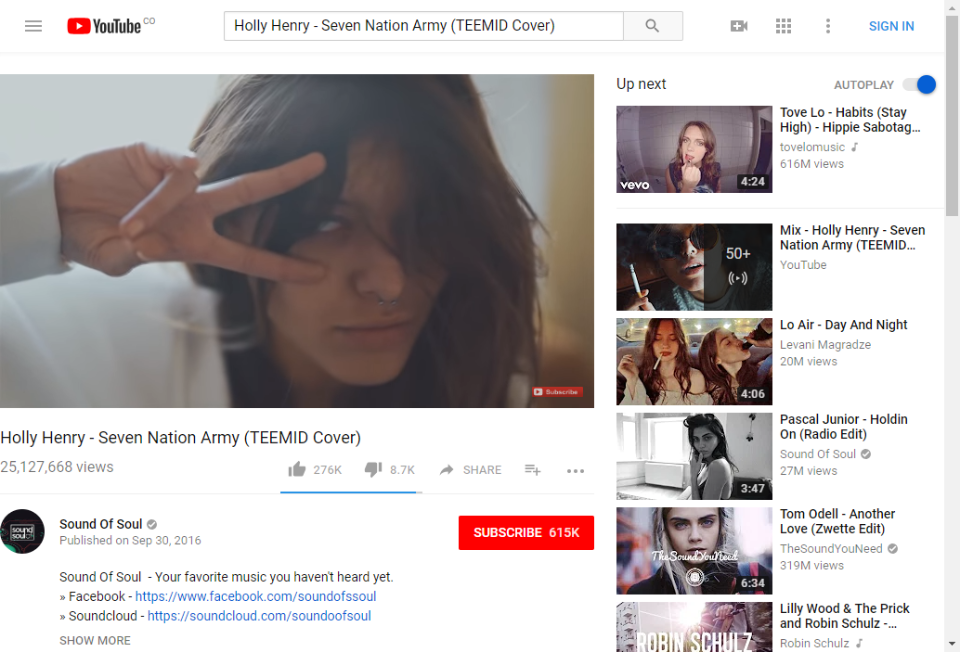 YouTube CO
Holly Henry - Seven Nation Army (TEEMID Cover)
SIGN IN
Subscribe
Holly Henry - Seven Nation Army (TEEMID Cover)
25,127,668 views
276K
8.7K
SHARE
sound
soul
Sound Of Soul
Published on Sep 30, 2016
SUBSCRIBE 615K
Sound Of Soul - Your favorite music you haven't heard yet.
» Facebook - https://www.facebook.com/soundofssoul
» Soundcloud - https://soundcloud.com/soundoofsoul
SHOW MORE
Up next
AUTOPLAY
vevo
4:24
Tove Lo - Habits (Stay
High) - Hippie Sabotag...
tovelomusic
616M views
50+
Mix - Holly Henry - Seven
Nation Army (TEEMID...
YouTube
4:06
Lo Air - Day And Night
Levani Magradze
20M views
3:47
Pascal Junior - Holdin
On (Radio Edit)
Sound Of Soul
27M views
TheSoundYouNeed
6:34
Tom Odell - Another
Love (Zwette Edit)
TheSoundYouNeed
319M views
ROBIN SCHULZ
Lilly Wood & The Prick
and Robin Schulz -...
Robin Schulz